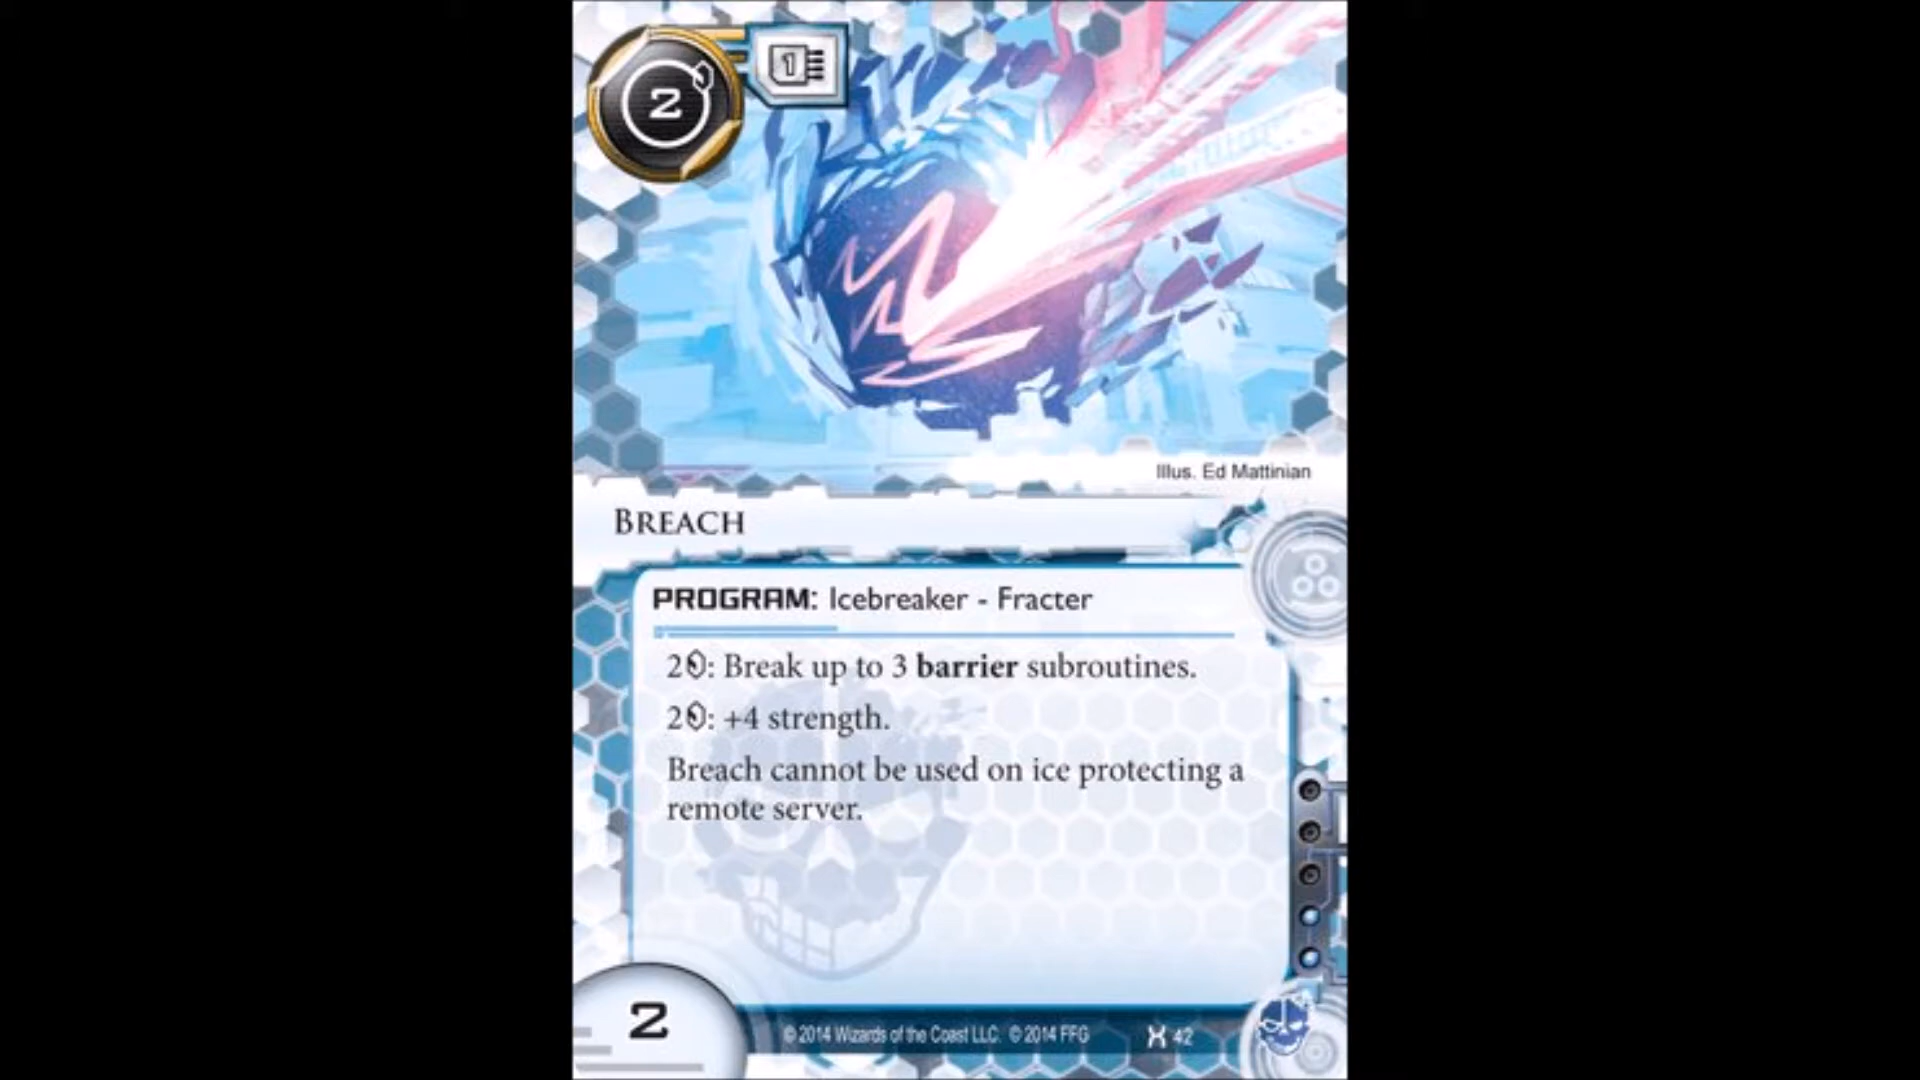 2
1
Illus. Ed Mattinian
BREACH
PROGRAM: Icebreaker - Fracter
2: Break up to 3 barrier subroutines.
2: +4 strength.
Breach cannot be used on ice protecting a
remote server.
2
© 2014 Wizards of the Coast LLC. © 2014 FFG
42